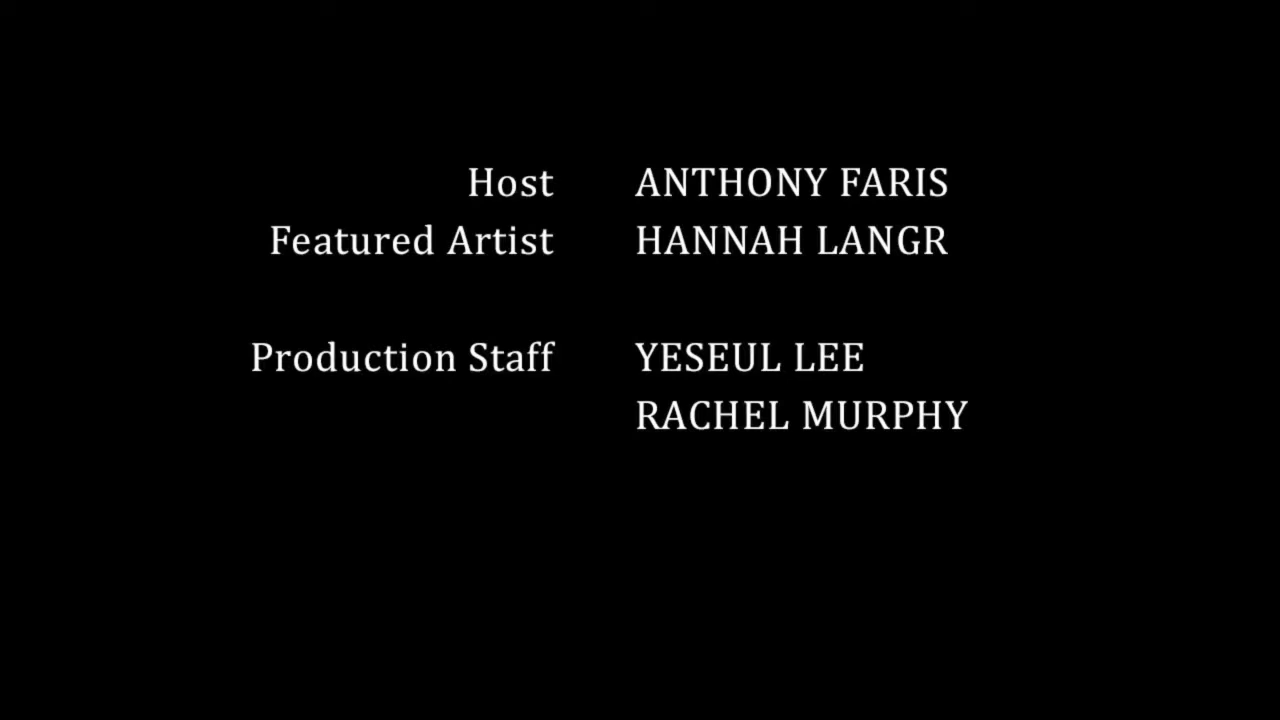 Host ANTHONY FARIS
Featured Artist HANNAH LANGR
Production Staff YESEUL LEE
RACHEL MURPHY